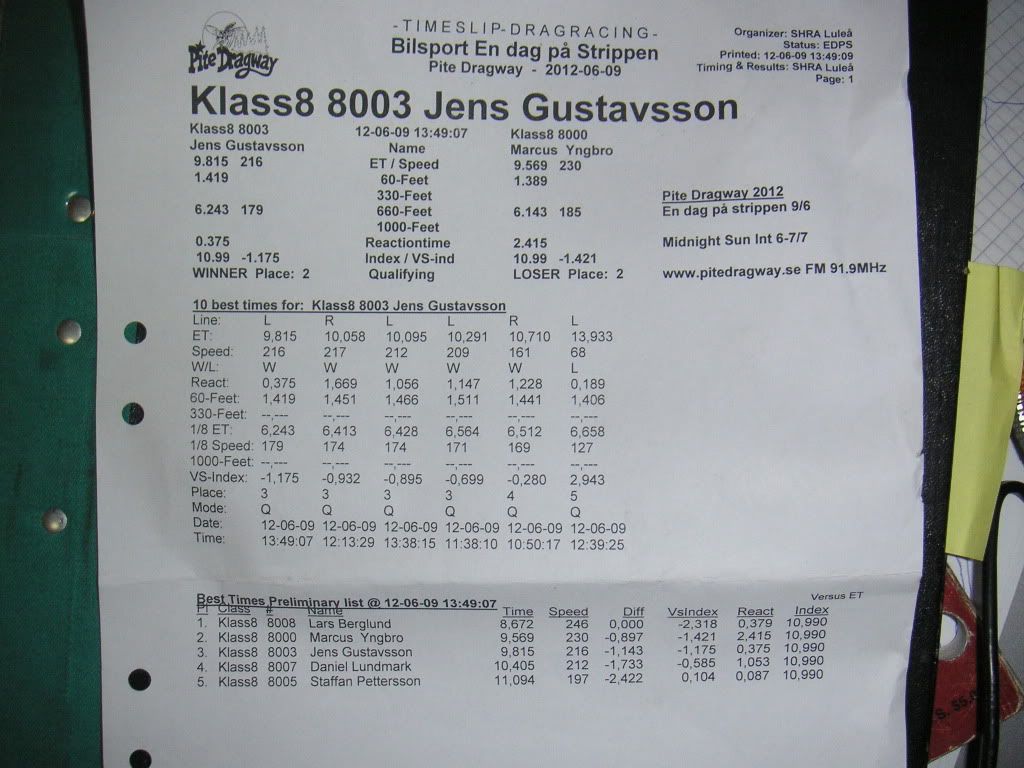 Pite Dragway
-TIMESLIP-DRAGRACING-
Bilsport En dag på Strippen
Pite Dragway - 2012-06-09
Organizer: SHRA Luleå
Status: EDPS
Printed: 12-06-09 13:49:09
Timing & Results: SHRA Luleå
Page: 1
Klass8 8003 Jens Gustavsson
Klass8 8003 12-06-09 13:49:07 Klass8 8000
Jens Gustavsson Name Marcus Yngbro
9.815 216 ET / Speed 9.569 230
1.419 60-Feet 1.389
330-Feet
6.243 179 660-Feet 6.143 185
1000-Feet
0.375 Reactiontime 2.415
10.99 -1.175 Index / VS-ind 10.99 -1.421
WINNER Place: 2 Qualifying LOSER Place: 2
Pite Dragway 2012
En dag på strippen 9/6
Midnight Sun Int 6-7/7
www.pitedragway.se FM 91.9MHz
10 best times for: Klass8 8003 Jens Gustavsson
Line: L R L L R L
ET: 9,815 10,058 10,095 10,291 10,710 13,933
Speed: 216 217 212 209 161 68
W/L: W W W W W L
React: 0,375 1,669 1,056 1,147 1,228 0,189
60-Feet: 1,419 1,451 1,466 1,511 1,441 1,406
330-Feet: --,--- --,--- --,--- --,--- --,--- --,---
1/8 ET: 6,243 6,413 6,428 6,564 6,512 6,658
1/8 Speed: 179 174 174 171 169 127
1000-Feet: --,--- --,--- --,--- --,--- --,--- --,---
VS-Index: -1,175 -0,932 -0,895 -0,699 -0,280 2,943
Place: 3 3 3 3 4 5
Mode: Q Q Q Q Q Q
Date: 12-06-09 12-06-09 12-06-09 12-06-09 12-06-09 12-06-09
Time: 13:49:07 12:13:29 13:38:15 11:38:10 10:50:17 12:39:25
Best Times Preliminary list @ 12-06-09 13:49:07
Versus ET
Pl Class # Name Time Speed Diff VsIndex React Index
1. Klass8 8008 Lars Berglund 8,672 246 0,000 -2,318 0,379 10,990
2. Klass8 8000 Marcus Yngbro 9,569 230 -0,897 -1,421 2,415 10,990
3. Klass8 8003 Jens Gustavsson 9,815 216 -1,143 -1,175 0,375 10,990
4. Klass8 8007 Daniel Lundmark 10,405 212 -1,733 -0,585 1,053 10,990
5. Klass8 8005 Staffan Pettersson 11,094 197 -2,422 0,104 0,087 10,990